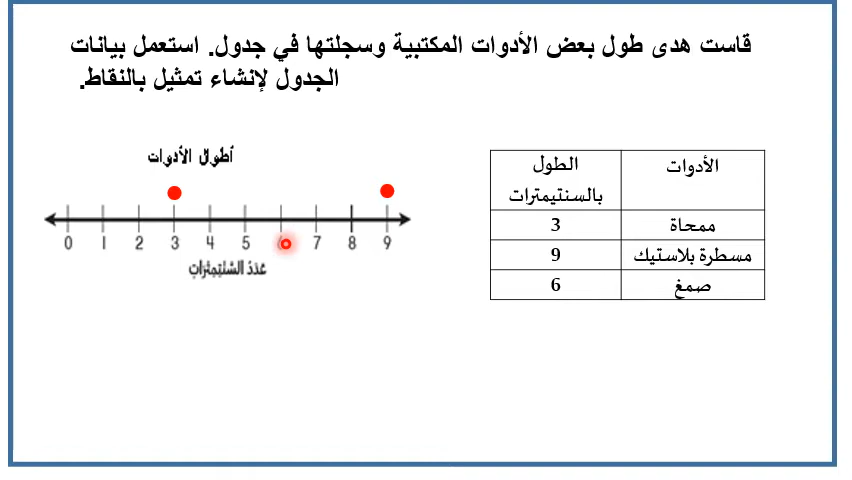 قاست هدى طول بعض الأدوات المكتبية وسجلتها في جدول. استعمل بيانات
الجدول لإنشاء تمثيل بالنقاط.
الأدوات الطول بالسنتيمترات
ممحاة 3
مسطرة بلاستيك 9
صمغ 6
أطوال الأدوات
0 1 2 3 4 5 6 7 8 9
عدد السنتيمترات